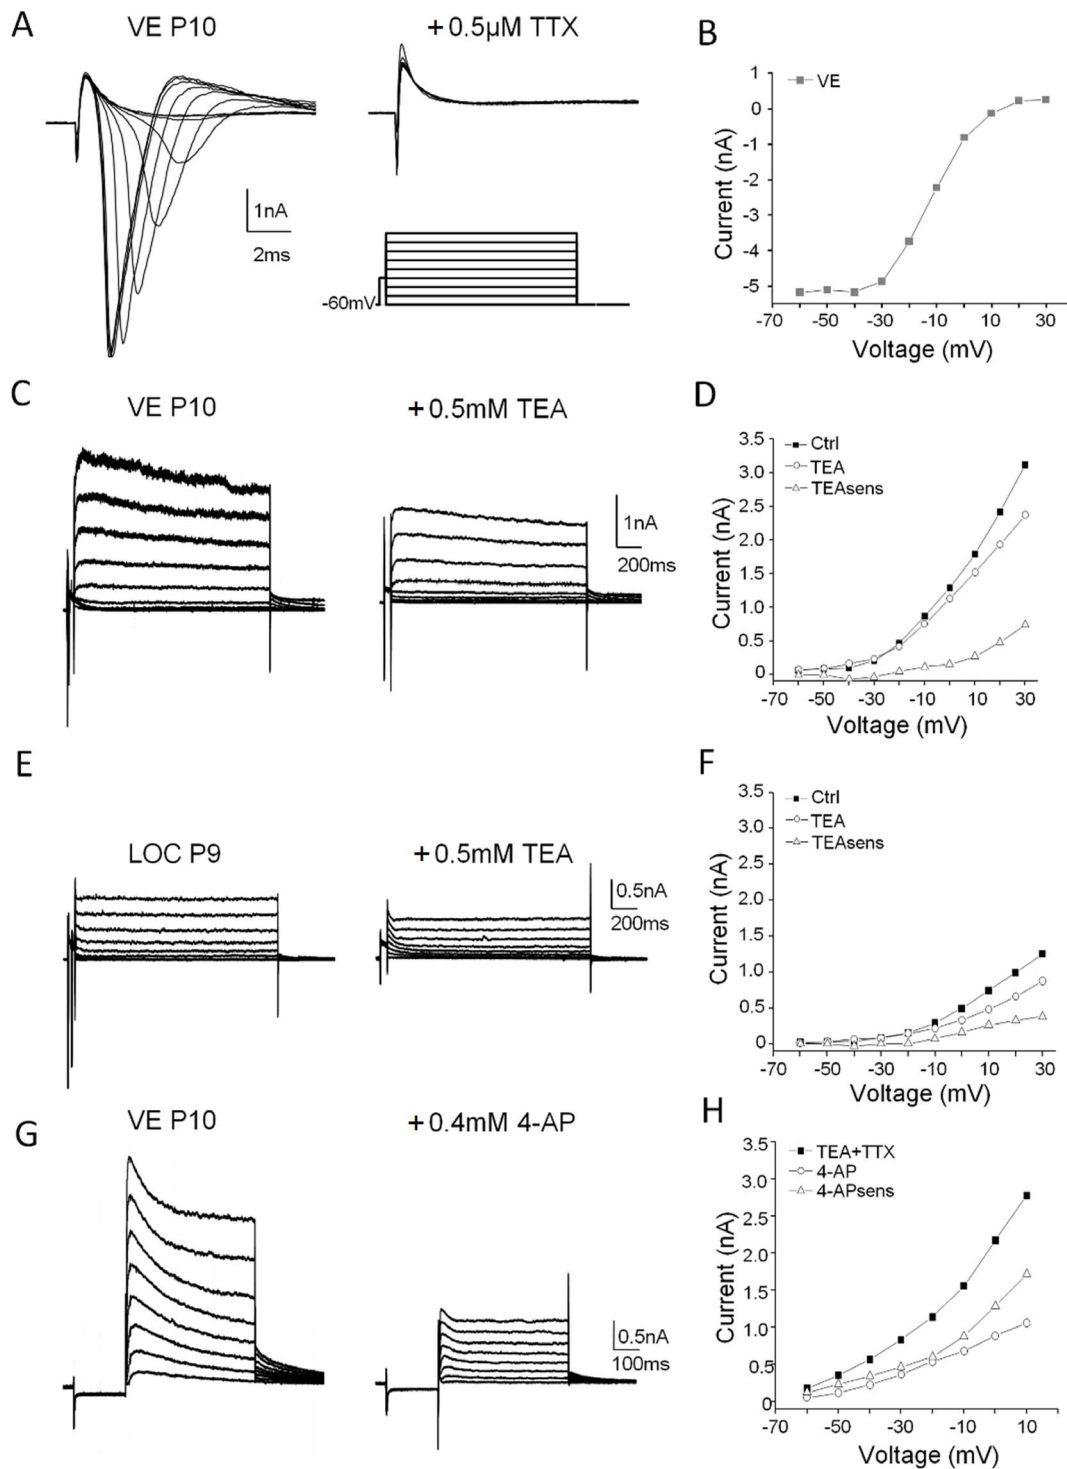 A
VE P10
+ 0.5µM TTX
1nA
2ms
-60mV
B
VE
1
0
-1
-2
-3
-4
-5
-70 -50 -30 -10 10 30
Current (nA)
Voltage (mV)
C
VE P10
+ 0.5mM TEA
1nA
200ms
D
Ctrl
TEA
TEAsens
3.5
3.0
2.5
2.0
1.5
1.0
0.5
0
-70 -50 -30 -10 10 30
Current (nA)
Voltage (mV)
E
LOC P9
+ 0.5mM TEA
0.5nA
200ms
F
Ctrl
TEA
TEAsens
3.5
3.0
2.5
2.0
1.5
1.0
0.5
0
-70 -50 -30 -10 10 30
Current (nA)
Voltage (mV)
G
VE P10
+ 0.4mM 4-AP
0.5nA
100ms
H
TEA+TTX
4-AP
4-APsens
3.5
3.0
2.5
2.0
1.5
1.0
0.5
0
-70 -50 -30 -10 10
Current (nA)
Voltage (mV)